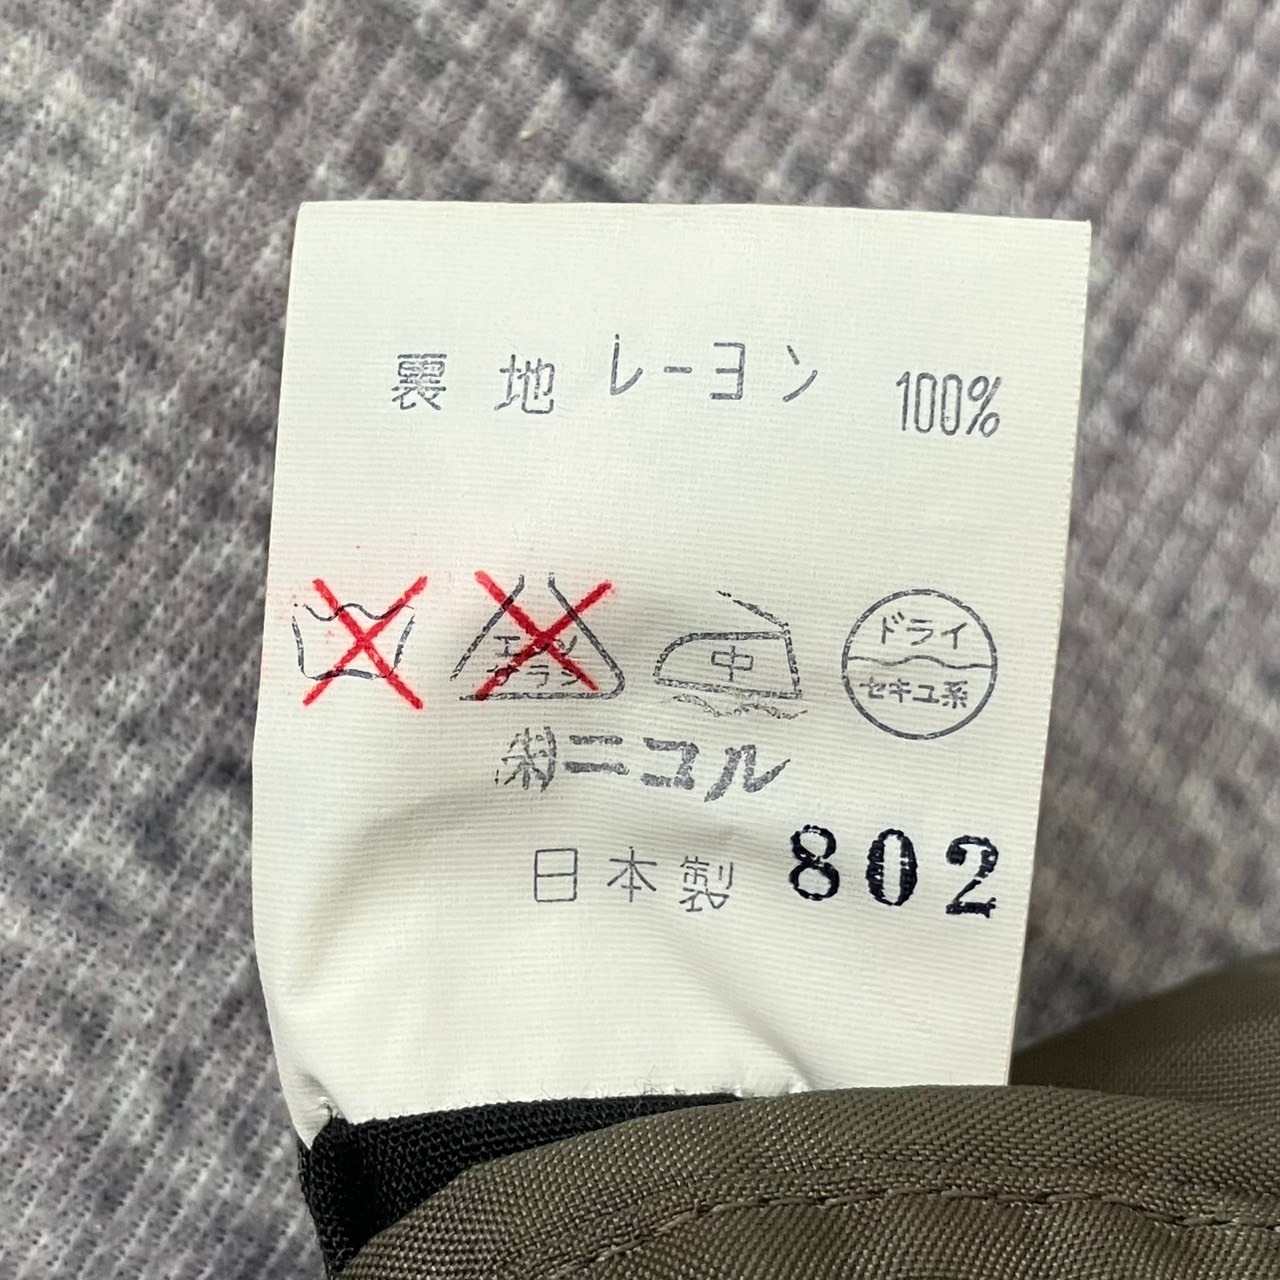 裏地 レーヨン 100%
エンソ サラシ 中 ドライ セキユ系
㈱ニコル
日本製 802